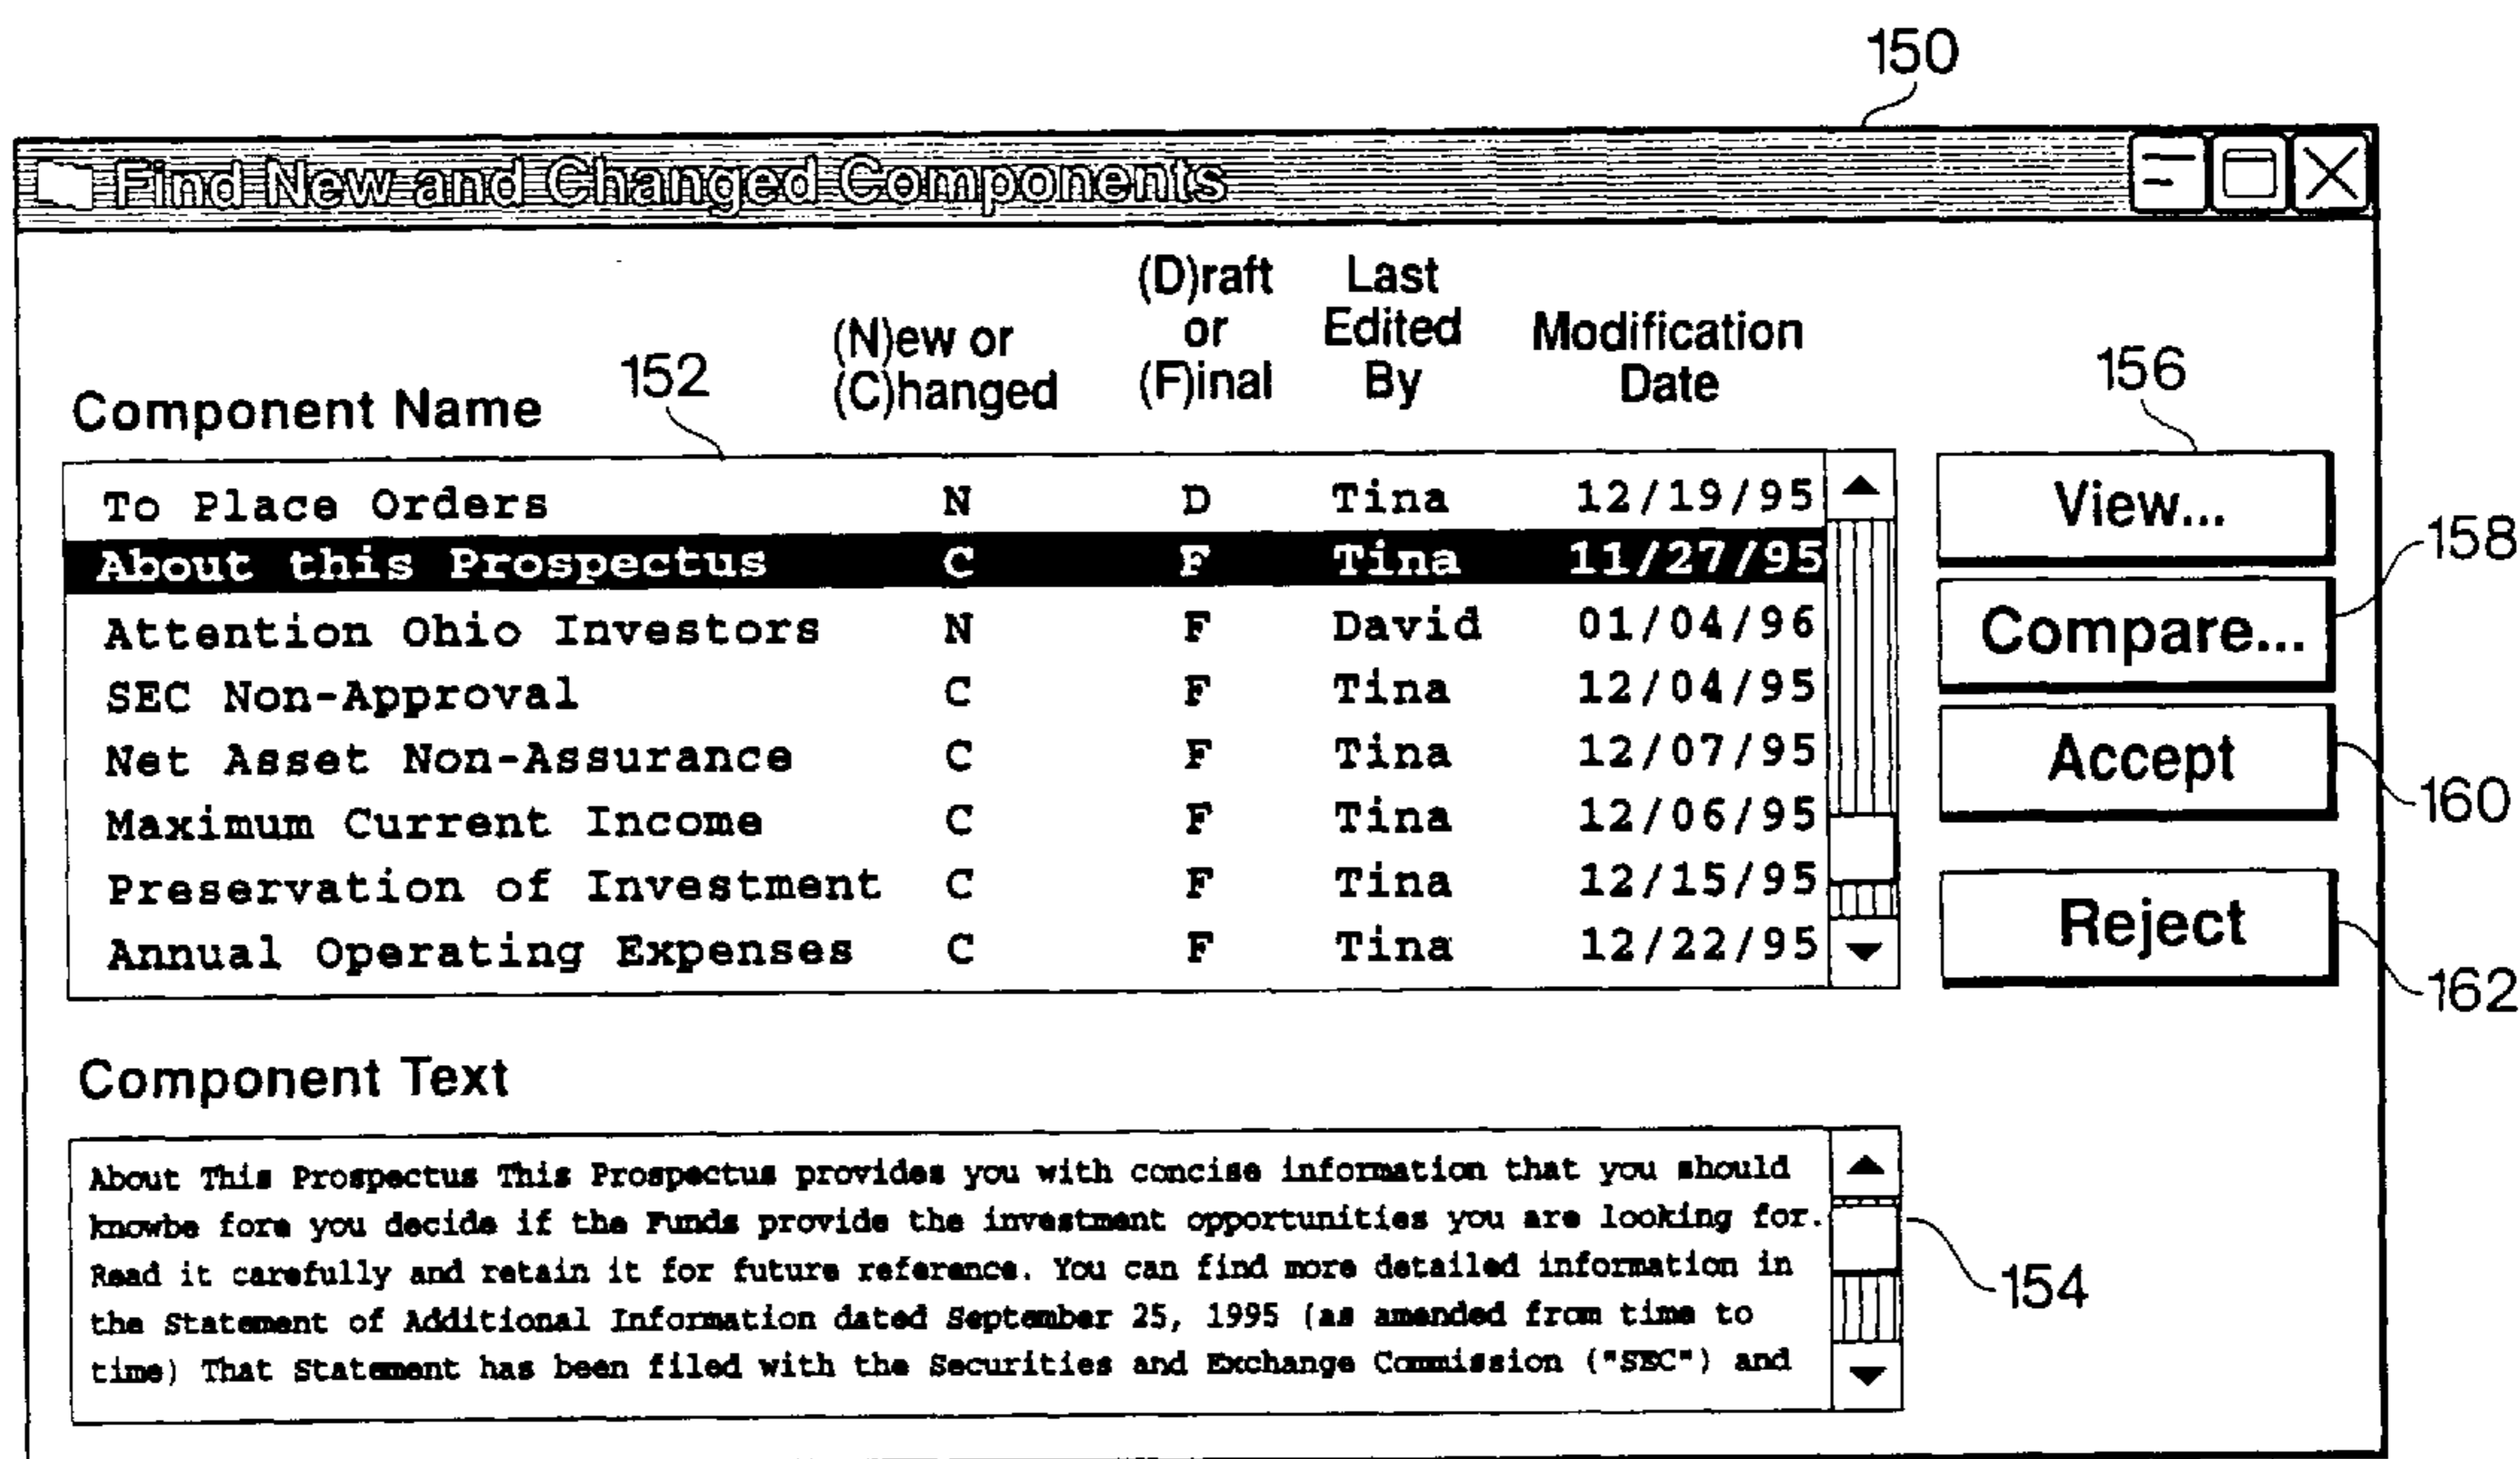 150
Find New and Changed Components
(D)raft Last
(N)ew or or Edited Modification
152 (C)hanged (F)inal By Date 156
Component Name
To Place Orders N D Tina 12/19/95 View...
158
About this Prospectus C F Tina 11/27/95
Attention Ohio Investors N F David 01/04/96 Compare...
SEC Non-Approval C F Tina 12/04/95
Net Asset Non-Assurance C F Tina 12/07/95 Accept
160
Maximum Current Income C F Tina 12/06/95
Preservation of Investment C F Tina 12/15/95
Annual Operating Expenses C F Tina 12/22/95 Reject
162
Component Text
About This Prospectus This Prospectus provides you with concise information that you should
knowbe fore you decide if the Funds provide the investment opportunities you are looking for.
Read it carefully and retain it for future reference. You can find more detailed information in
154
the Statement of Additional Information dated September 25, 1995 (as amended from time to
time) That Statement has been filed with the Securities and Exchange Commission ("SEC") and